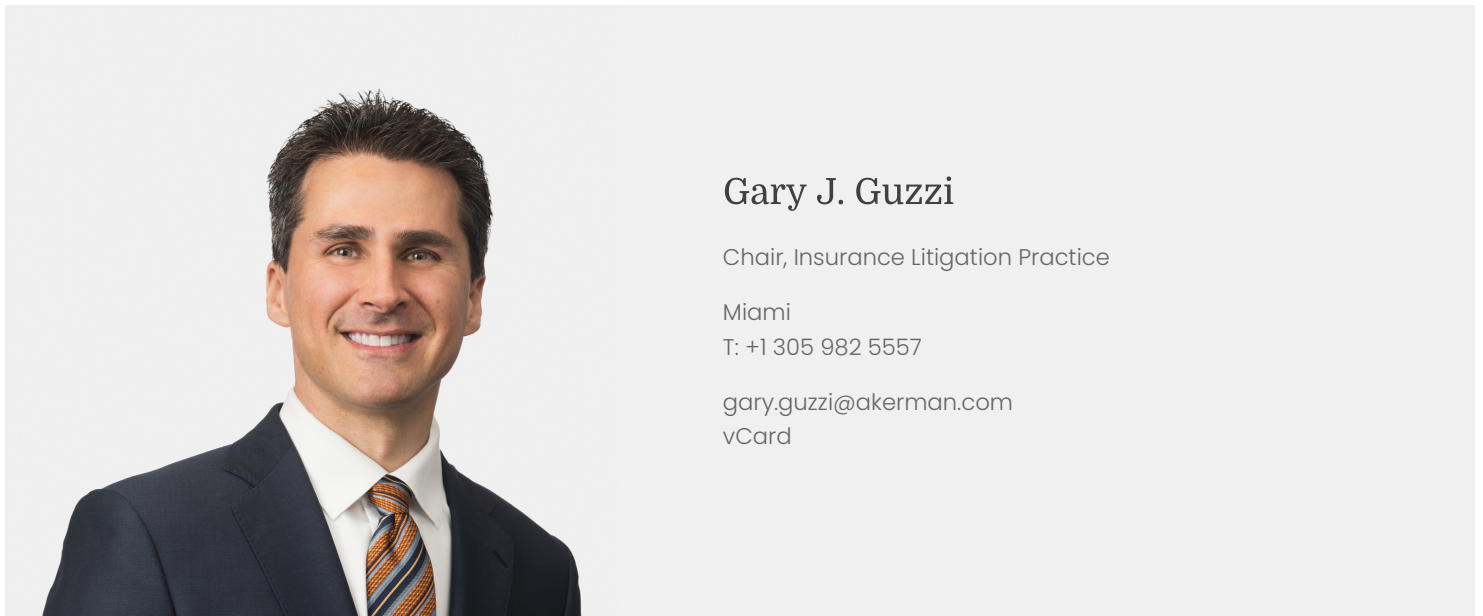 Gary J. Guzzi
Chair, Insurance Litigation Practice
Miami
T: +1 305 982 5557
gary.guzzi@akerman.com
vCard